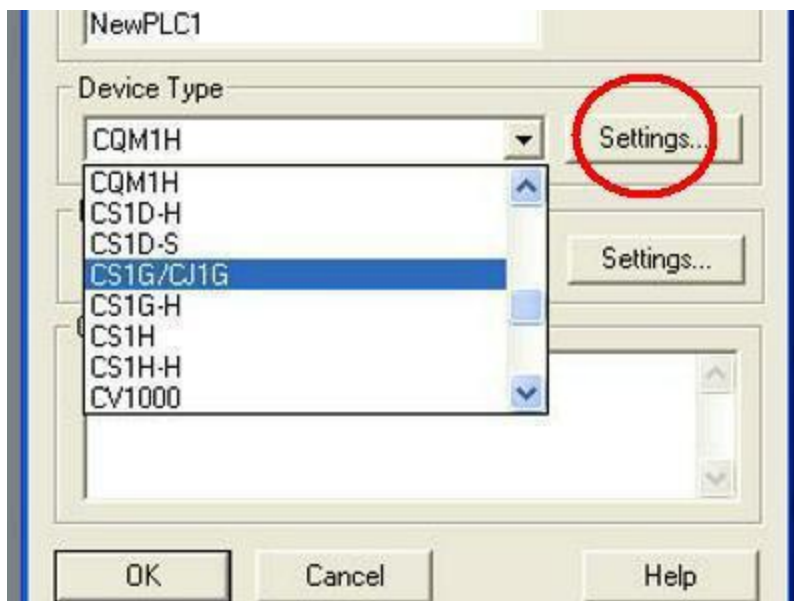 NewPLC1
Device Type
CQM1H
Settings...
CQM1H
CS1D-H
CS1D-S
CS1G/CJ1G
Settings...
CS1G-H
CS1H
CS1H-H
CV1000
OK
Cancel
Help